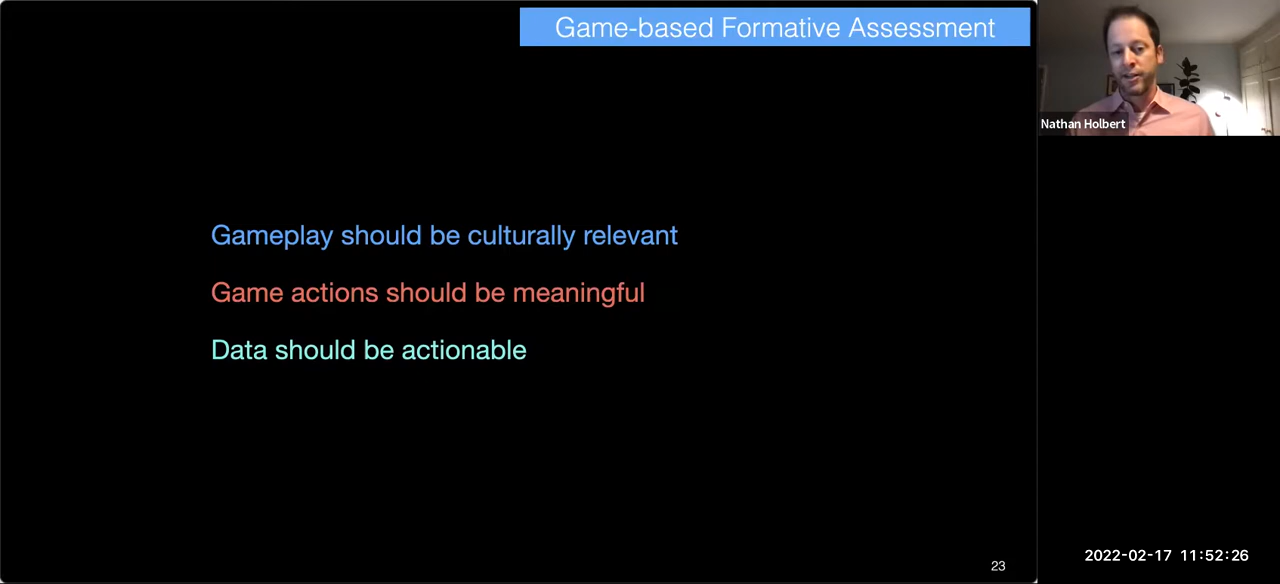 Game-based Formative Assessment
Nathan Holbert
Gameplay should be culturally relevant
Game actions should be meaningful
Data should be actionable
2022-02-17 11:52:26
23